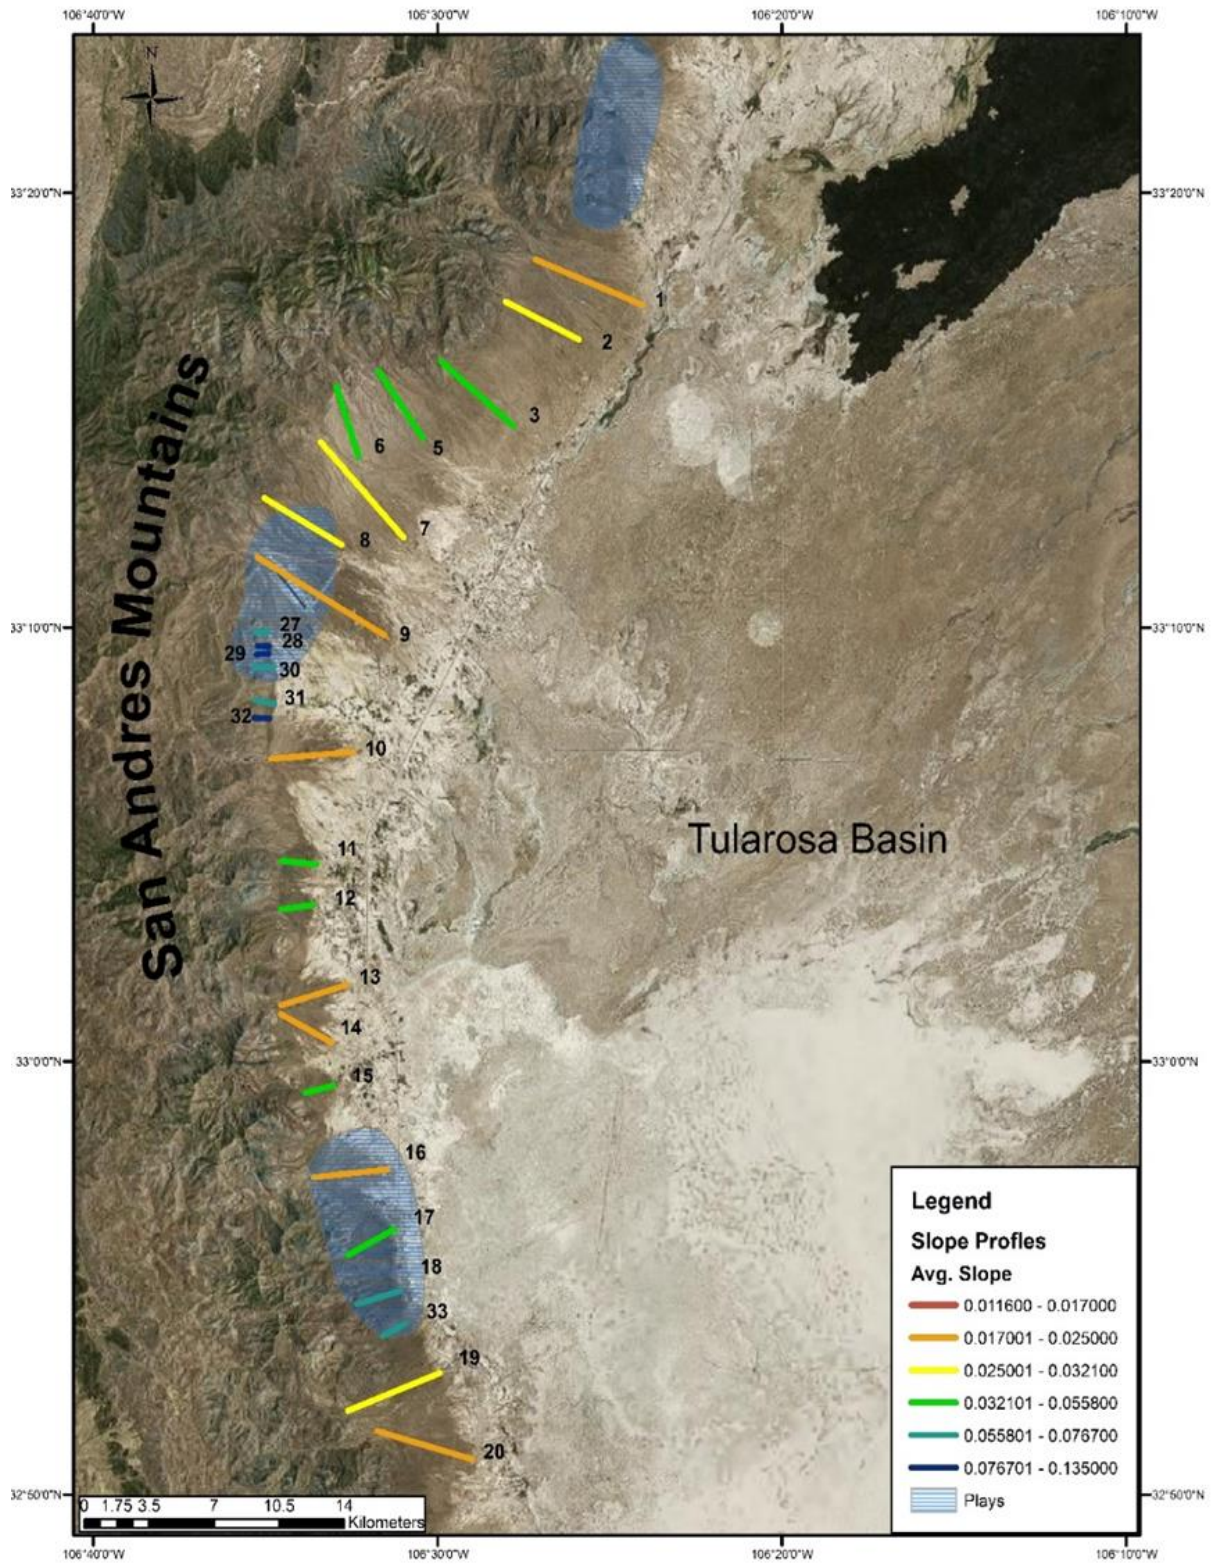 106°40'0"W 106°30'0"W 106°20'0"W 106°10'0"W
N
33°20'0"N 33°20'0"N
1
2
3
5
6
7
8
San Andres Mountains
33°10'0"N 33°10'0"N
9
27
28
29
30
31
32
10
Tularosa Basin
11
12
13
14
15
33°0'0"N 33°0'0"N
16
17
18
33
19
20
Legend
Slope Profles
Avg. Slope
0.011600 - 0.017000
0.017001 - 0.025000
0.025001 - 0.032100
0.032101 - 0.055800
0.055801 - 0.076700
0.076701 - 0.135000
Plays
32°50'0"N 32°50'0"N
0 1.75 3.5 7 10.5 14
Kilometers
106°40'0"W 106°30'0"W 106°20'0"W 106°10'0"W